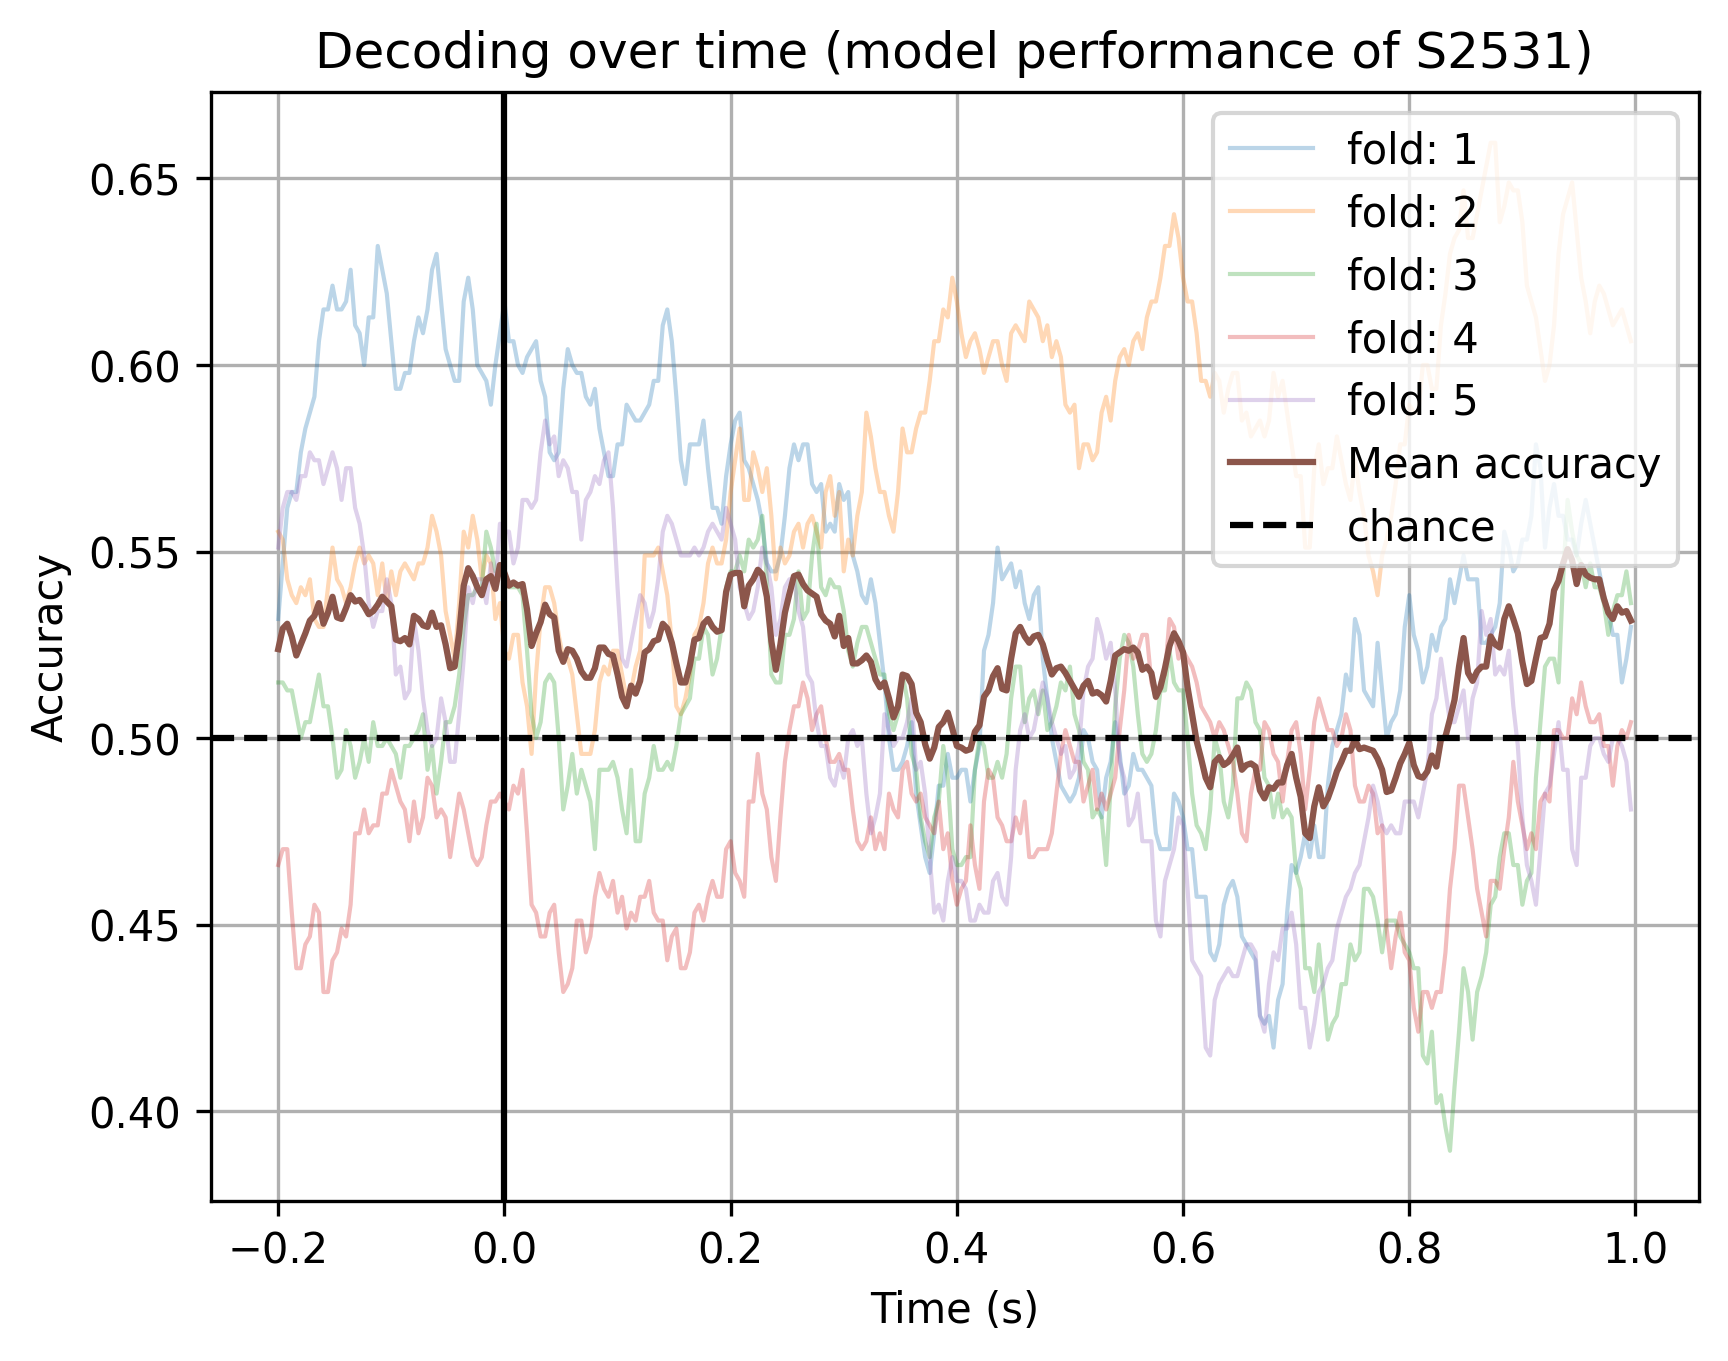 Decoding over time (model performance of S2531)
Accuracy
0.65
0.60
0.55
0.50
0.45
0.40
fold: 1
fold: 2
fold: 3
fold: 4
fold: 5
Mean accuracy
chance
−0.2 0.0 0.2 0.4 0.6 0.8 1.0
Time (s)